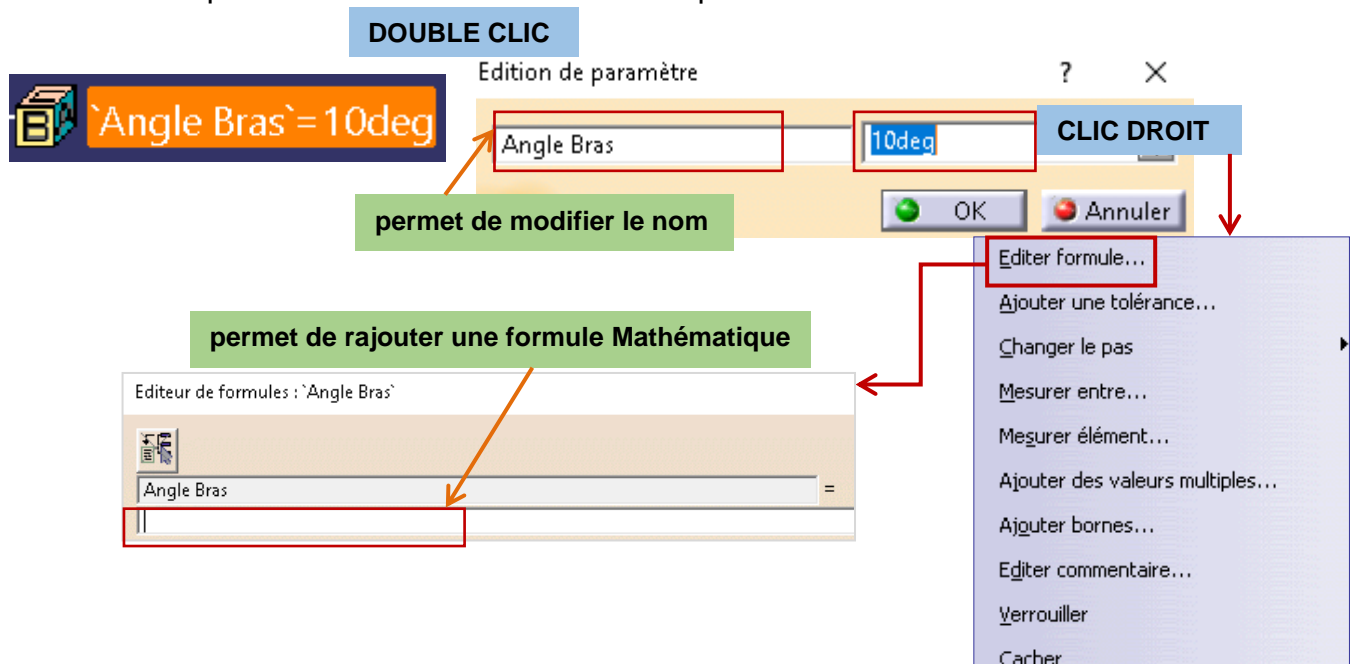 DOUBLE CLIC
Edition de paramètre ? ×
`Angle Bras`=10deg
Angle Bras
10deg
CLIC DROIT
permet de modifier le nom
OK
Annuler
Editer formule...
Ajouter une tolérance...
Changer le pas
Mesurer entre...
Mesurer élément...
Ajouter des valeurs multiples...
Ajouter bornes...
Editer commentaire...
Verrouiller
Cacher
permet de rajouter une formule Mathématique
Editeur de formules : `Angle Bras`
Angle Bras =